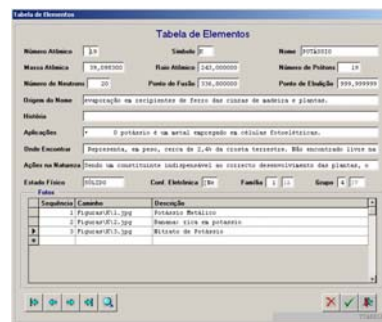 Tabela de Elementos
Tabela de Elementos
Número Atômico 19 Símbolo K Nome POTÁSSIO
Massa Atômica 39,098300 Raio Atômico 243,000000 Número de Prótons 19
Número de Neutrons 20 Ponto de Fusão 336,800000 Ponto de Ebulição 999,999999
Origem do Nome evaporação em recipientes de ferro das cinzas de madeira e plantas.
História
Aplicações • O potássio é um metal empregado em células fotoelétricas.
Onde Encontrar Representa, em peso, cerca de 2,4% da crosta terrestre. Não encontrado livre na
Ações na Natureza Sendo um constituinte indispensável ao correcto desenvolvimento das plantas, o
Estado Físico SÓLIDO Conf. Eletrônica Família 1 Grupo 4
Fotos
Sequência Caminho Descrição
1 Figuras\K\1.jpg Potássio Metálico
2 Figuras\K\2.jpg Banana: rica em potássio
3 Figuras\K\3.jpg Nitrato de Potássio